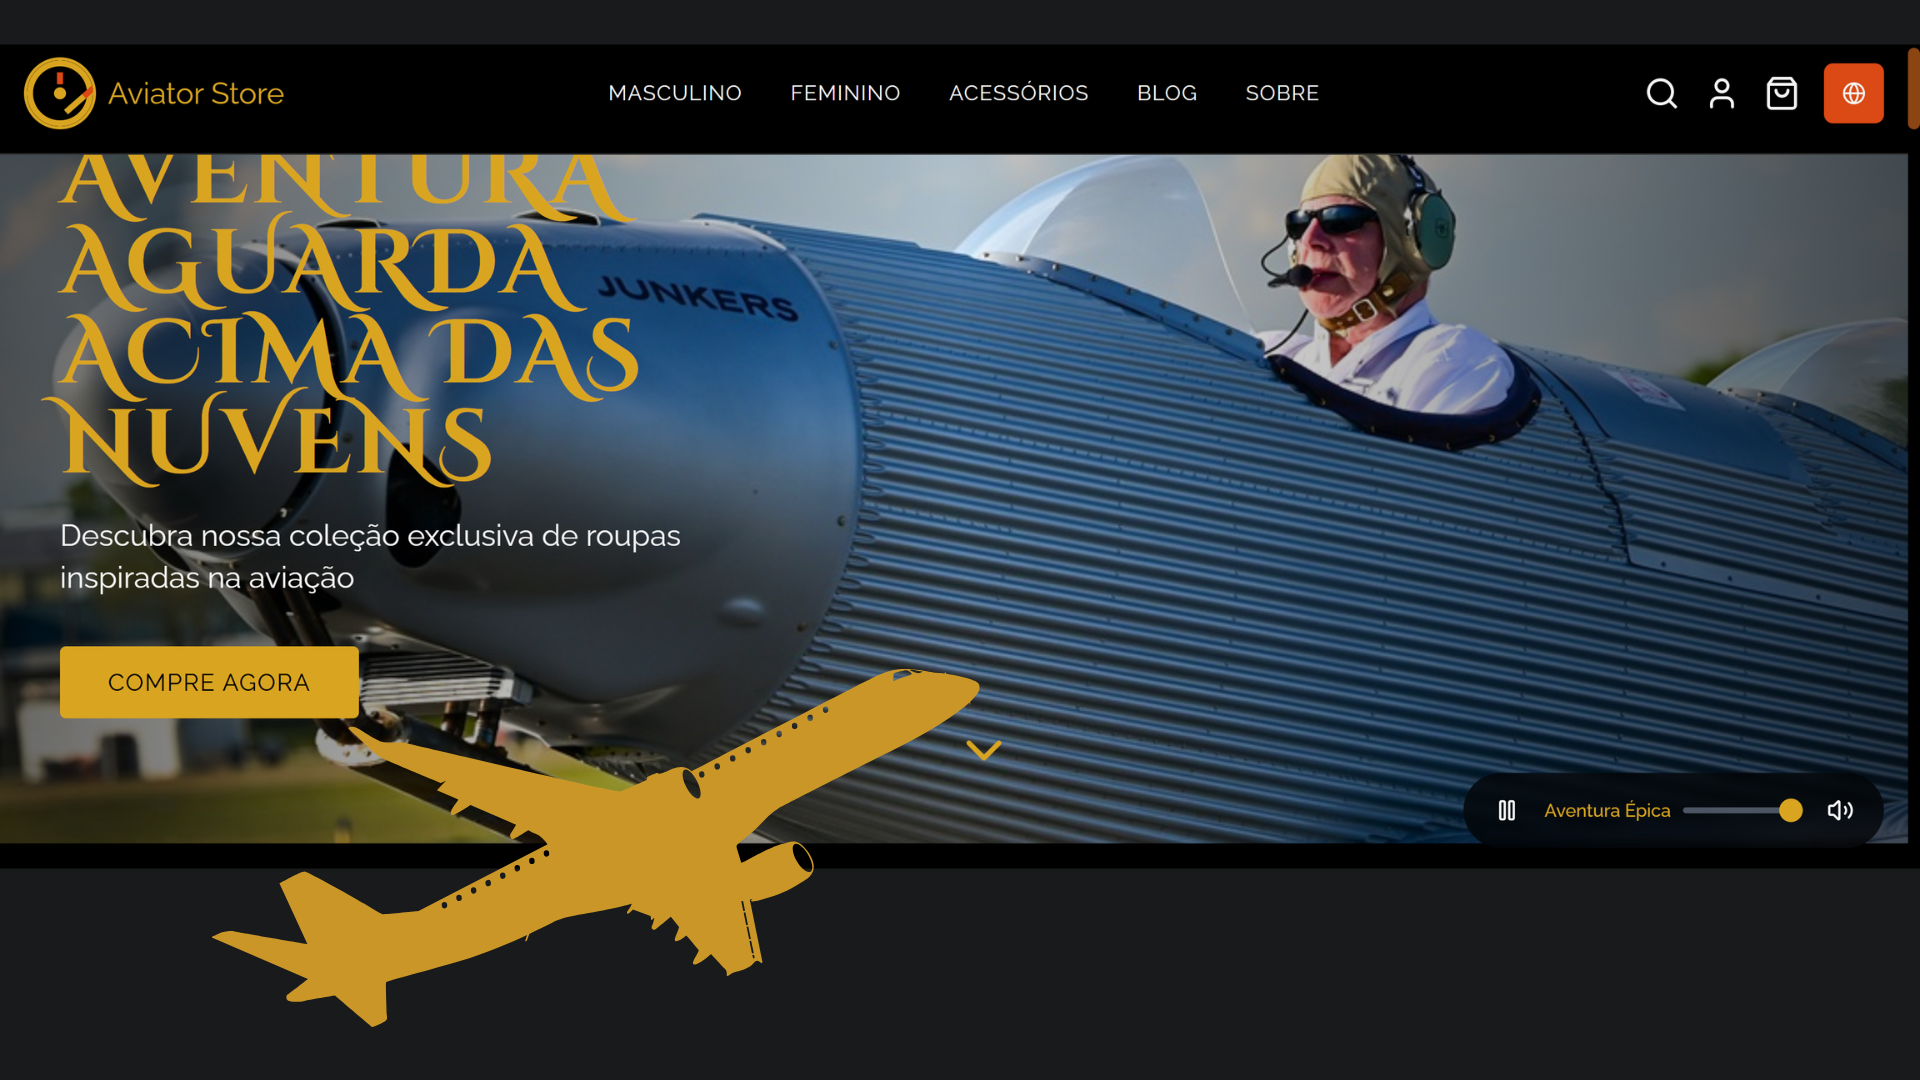 Aviator Store
MASCULINO FEMININO ACESSÓRIOS BLOG SOBRE
AVENTURA
AGUARDA
ACIMA DAS
NUVENS
JUNKERS
Descubra nossa coleção exclusiva de roupas
inspiradas na aviação
COMPRE AGORA
Aventura Épica